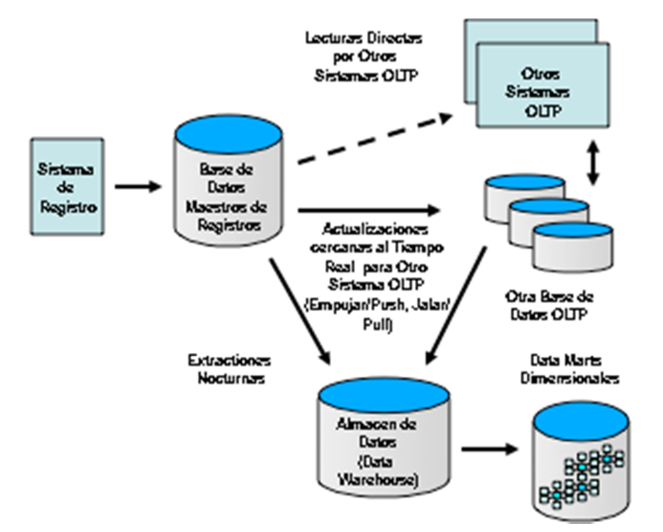 Lecturas Directas
por Otros
Sistemas OLTP
Otros
Sistemas
OLTP
Sistema
de
Registro
Base de
Datos
Maestros de
Registros
Actualizaciones
cercanas al Tiempo
Real para Otro
Sistema OLTP
(Empujar/Push, Jalar/
Pull)
Otra Base de
Datos OLTP
Extractiones
Nocturnas
Data Marts
Dimensionales
Almacen de
Datos
(Data
Warehouse)